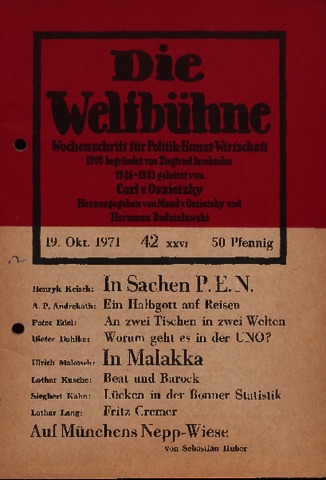 Die
Weltbühne
Wochenschrift für Politik·Kunst·Wirtschaft
1905 begründet von Siegfried Jacobsohn
1926–1933 geleitet von
Carl v. Ossietzky
Herausgegeben von Maud v. Ossietzky und
Hermann Budzislawski
19. Okt. 1971 42 XXVI 50 Pfennig
Henryk Keisch: In Sachen P.E.N.
A. P. Andrekath: Ein Halbgott auf Reisen
Peter Edel: An zwei Tischen in zwei Welten
Dieter Dahlke: Worum geht es in der UNO?
Ulrich Makosch: In Malakka
Lothar Kusche: Beat und Barock
Sieghert Kahn: Lücken in der Bonner Statistik
Lothar Lang: Fritz Cremer
Auf Münchens Nepp-Wiese
von Sebastian Huber